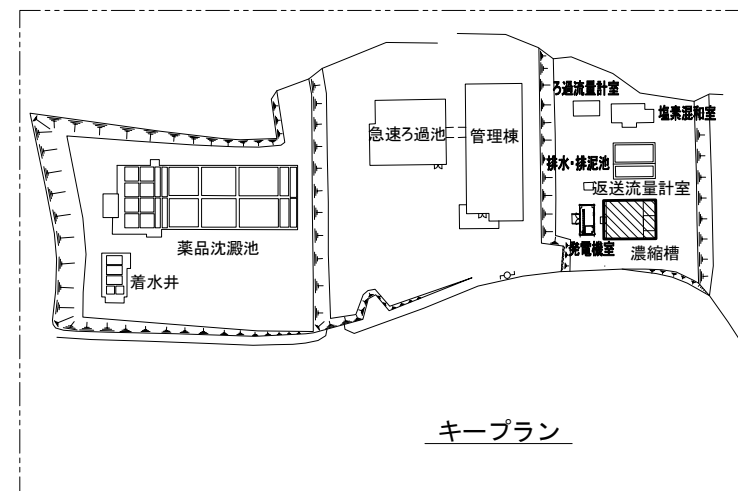 ろ過流量計室
塩素混和室
急速ろ過池
管理棟
排水・排泥池
返送流量計室
薬品沈澱池
発電機室
濃縮槽
着水井
キープラン